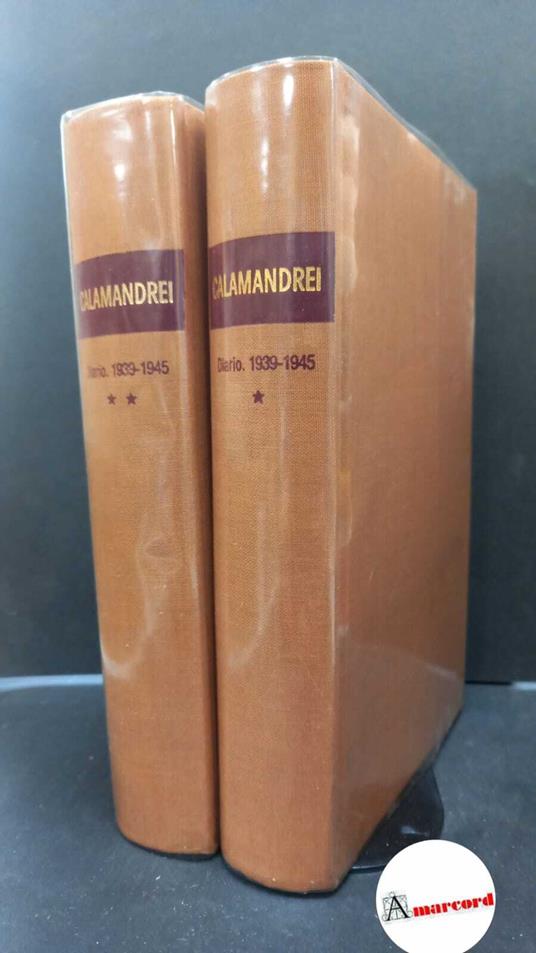 CALAMANDREI
Diario. 1939-1945
★ ★
CALAMANDREI
Diario. 1939-1945
★
Amarcord